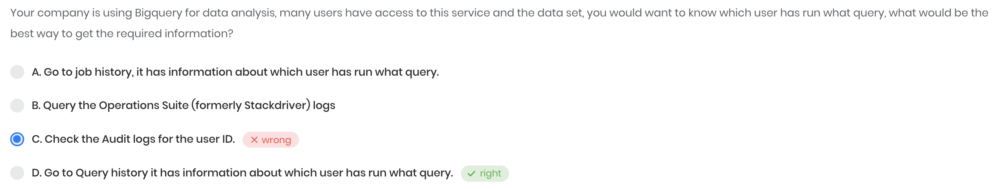 Your company is using Bigquery for data analysis, many users have access to this service and the data set, you would want to know which user has run what query, what would be the
best way to get the required information?
A. Go to job history, it has information about which user has run what query.
B. Query the Operations Suite (formerly Stackdriver) logs
C. Check the Audit logs for the user ID. wrong
D. Go to Query history it has information about which user has run what query. right